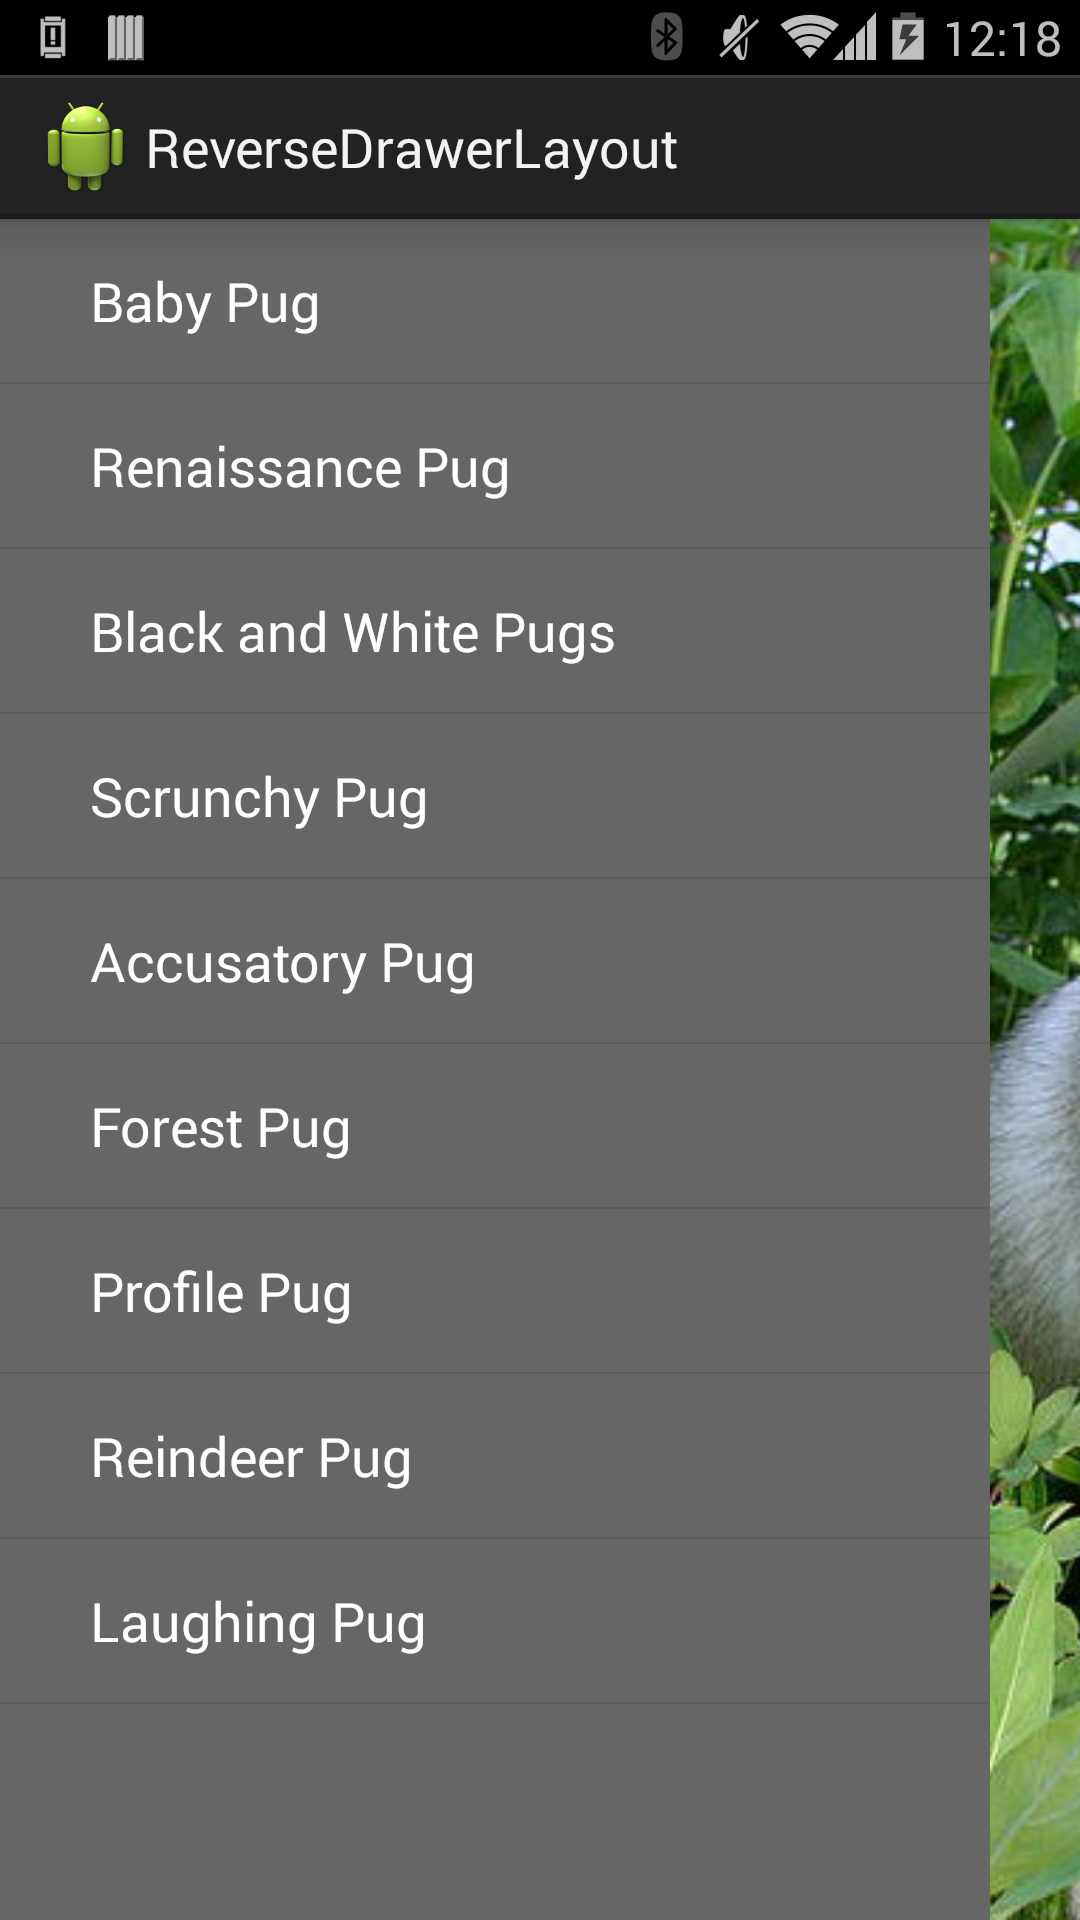 12:18
ReverseDrawerLayout
Baby Pug
Renaissance Pug
Black and White Pugs
Scrunchy Pug
Accusatory Pug
Forest Pug
Profile Pug
Reindeer Pug
Laughing Pug